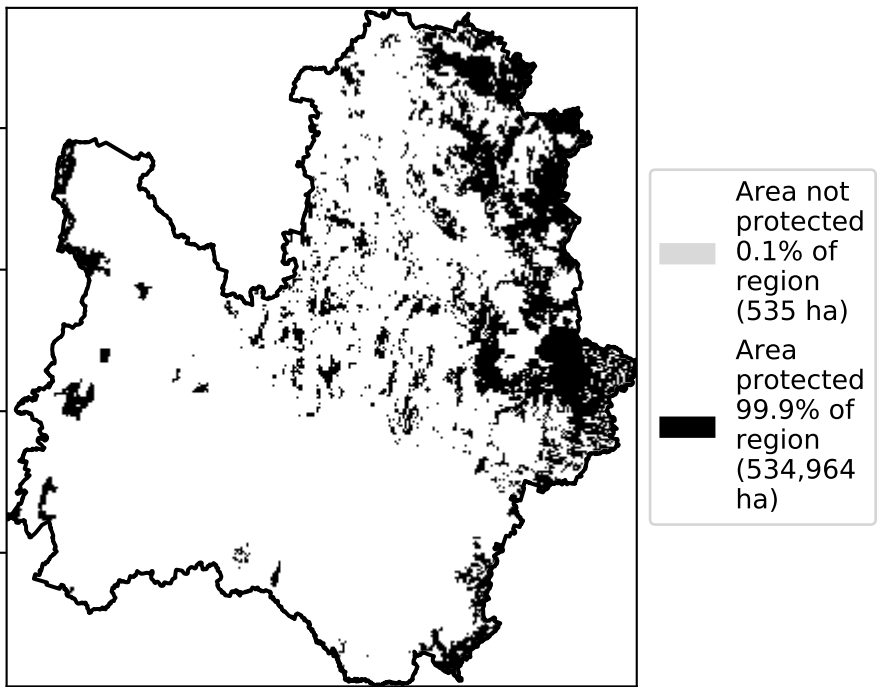 Area not
protected
0.1% of
region
(535 ha)
Area
protected
99.9% of
region
(534,964
ha)